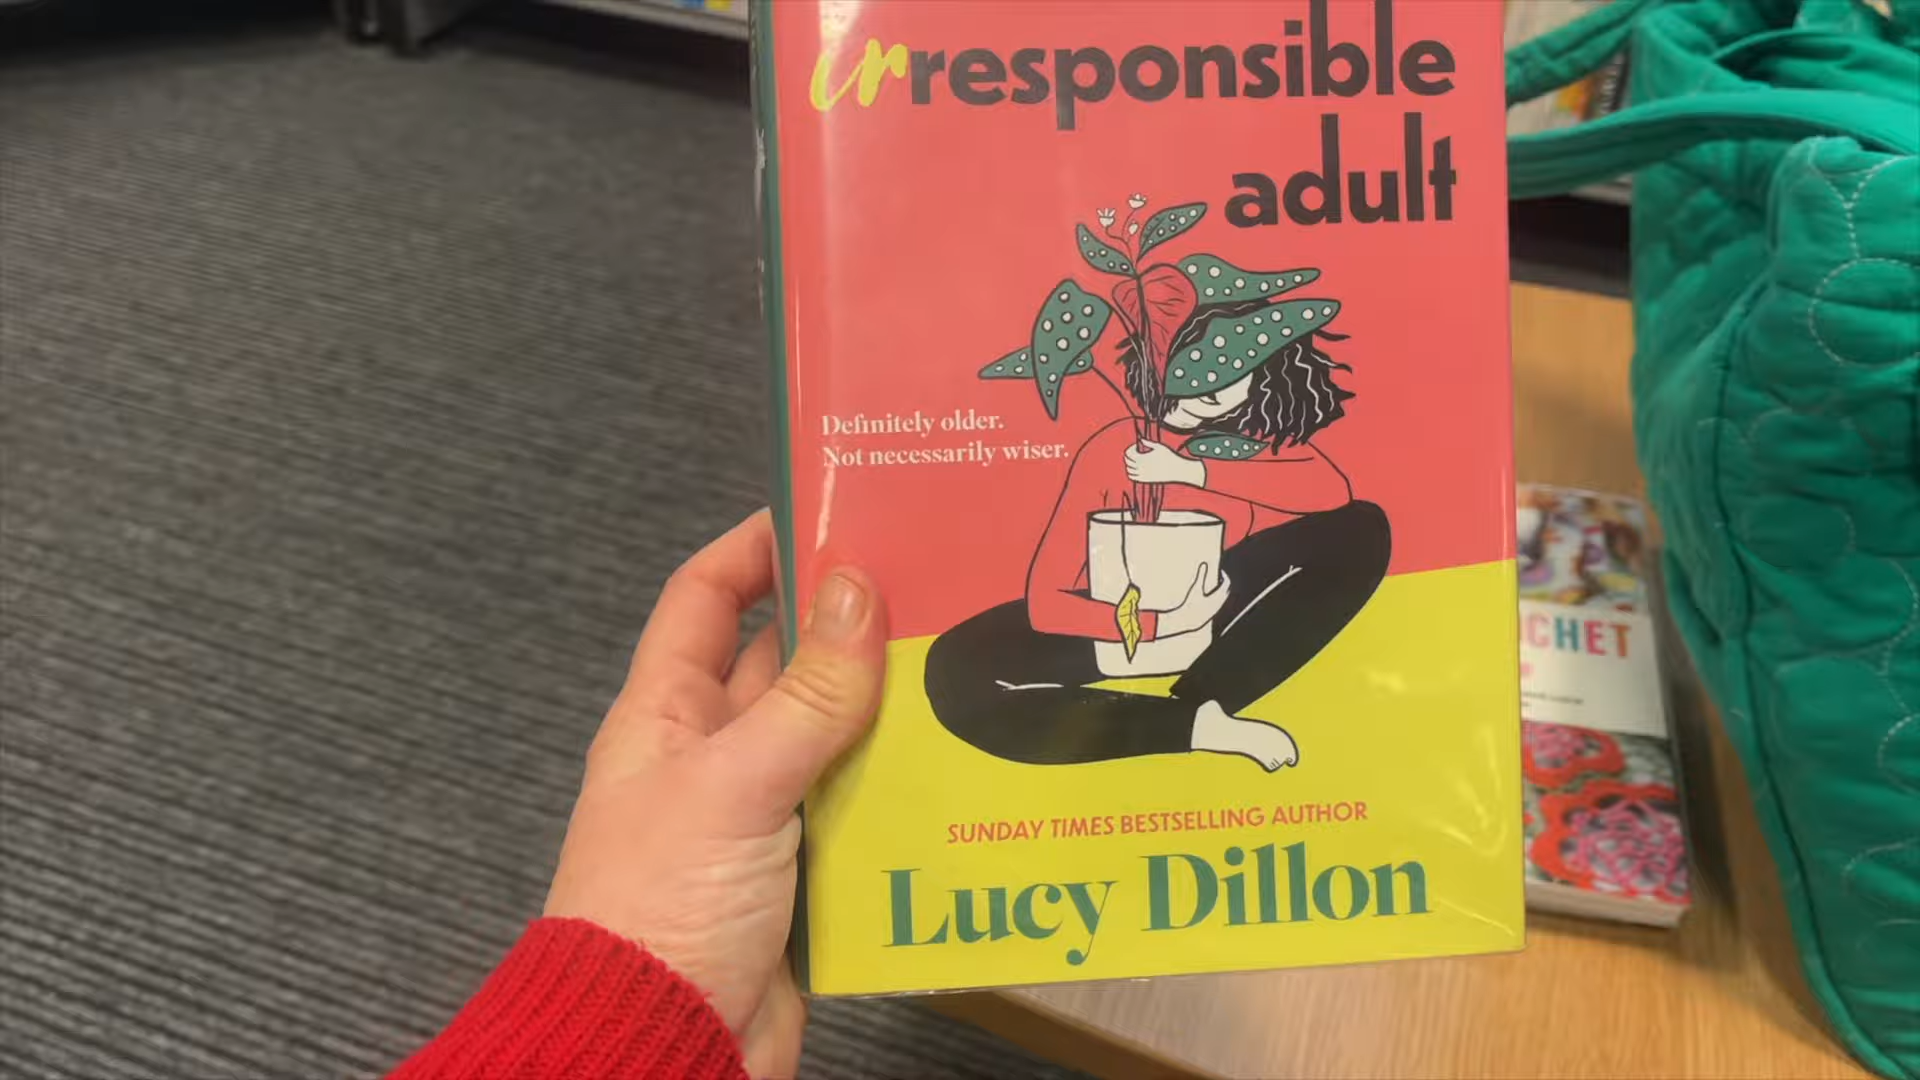 irresponsible
adult
Definitely older.
Not necessarily wiser.
SUNDAY TIMES BESTSELLING AUTHOR
Lucy Dillon
CHET